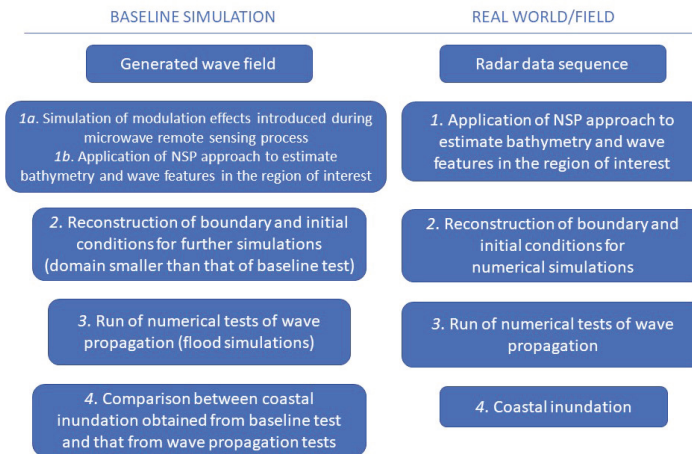 BASELINE SIMULATION
Generated wave field
1a. Simulation of modulation effects introduced during
microwave remote sensing process
1b. Application of NSP approach to estimate
bathymetry and wave features in the region of interest
2. Reconstruction of boundary and initial
conditions for further simulations
(domain smaller than that of baseline test)
3. Run of numerical tests of wave
propagation (flood simulations)
4. Comparison between coastal
inundation obtained from baseline test
and that from wave propagation tests
REAL WORLD/FIELD
Radar data sequence
1. Application of NSP approach to
estimate bathymetry and wave
features in the region of interest
2. Reconstruction of boundary and
initial conditions for
numerical simulations
3. Run of numerical tests of wave
propagation
4. Coastal inundation